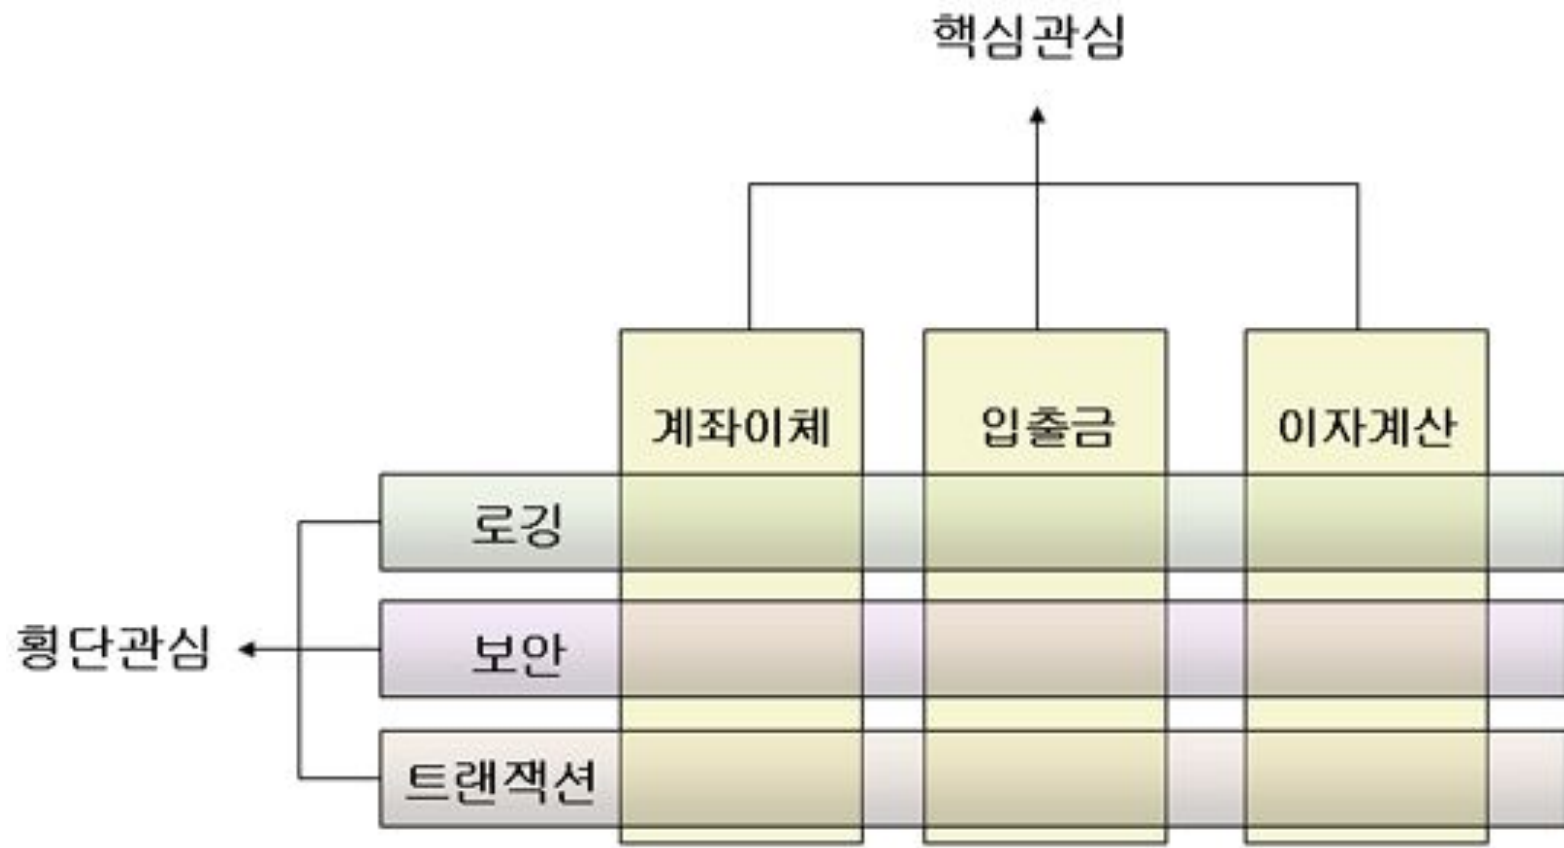 핵심관심
계좌이체 입출금 이자계산
로깅
횡단관심
보안
트랜잭션